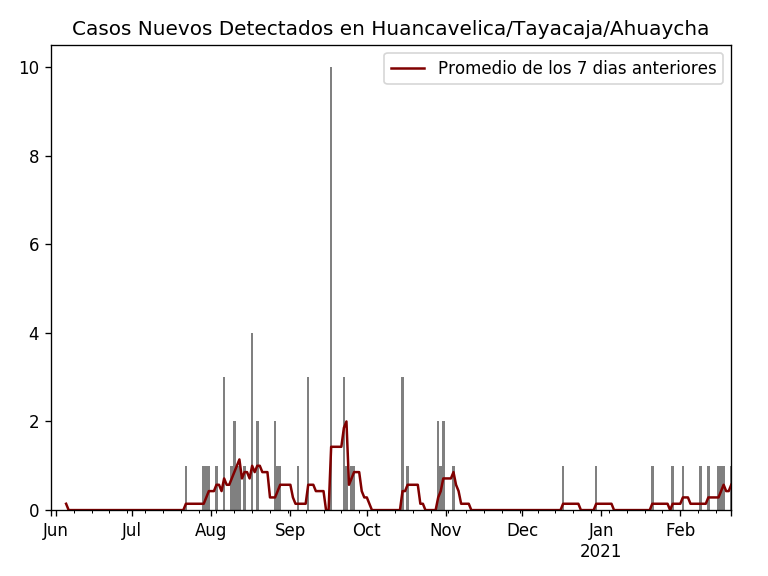 Casos Nuevos Detectados en Huancavelica/Tayacaja/Ahuaycha
Promedio de los 7 dias anteriores
10
8
6
4
2
0
Jun Jul Aug Sep Oct Nov Dec Jan Feb
2021